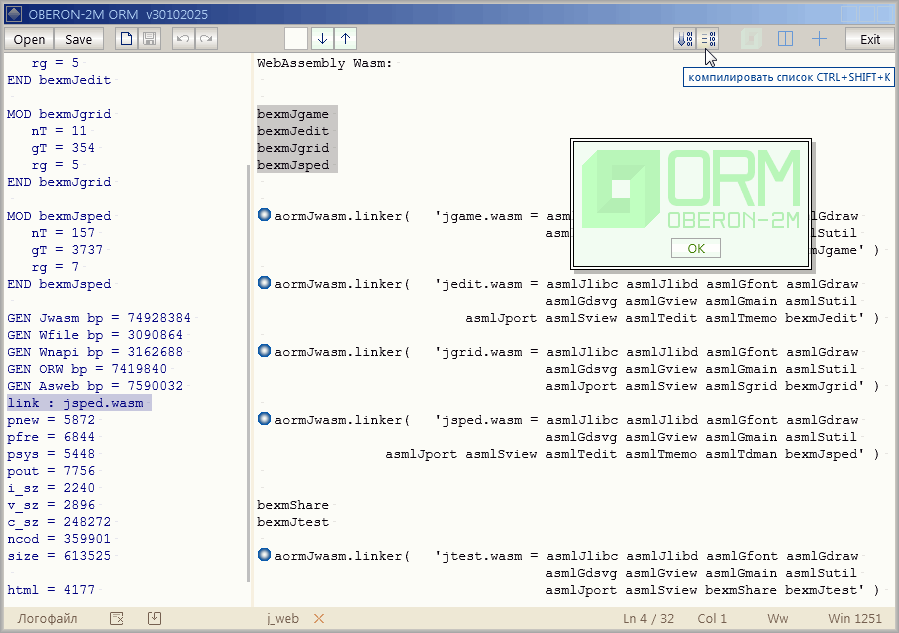 OBERON-2M ORM v30102025
Open Save Exit
компилировать список CTRL+SHIFT+K
rg = 5
END bexmJedit
MOD bexmJgrid
nT = 11
gT = 354
rg = 5
END bexmJgrid
MOD bexmJsped
nT = 157
gT = 3737
rg = 7
END bexmJsped
GEN Jwasm bp = 74928384
GEN Wfile bp = 3090864
GEN Wnapi bp = 3162688
GEN ORW bp = 7419840
GEN Asweb bp = 7590032
link : jsped.wasm
pnew = 5872
pfre = 6844
psys = 5448
pout = 7756
i_sz = 2240
v_sz = 2896
c_sz = 248272
ncod = 359901
size = 613525
html = 4177
WebAssembly Wasm:
bexmJgame
bexmJedit
bexmJgrid
bexmJsped
aormJwasm.linker( 'jgame.wasm = asm lGdraw
asm mlSutil
mJgame' )
ORM
OBERON-2M
OK
aormJwasm.linker( 'jedit.wasm = asmlJlibc asmlJlibd asmlGfont asmlGdraw
asmlGdsvg asmlGview asmlGmain asmlSutil
asmlJport asmlSview asmlTedit asmlTmemo bexmJedit' )
aormJwasm.linker( 'jgrid.wasm = asmlJlibc asmlJlibd asmlGfont asmlGdraw
asmlGdsvg asmlGview asmlGmain asmlSutil
asmlJport asmlSview asmlSgrid bexmJgrid' )
aormJwasm.linker( 'jsped.wasm = asmlJlibc asmlJlibd asmlGfont asmlGdraw
asmlGdsvg asmlGview asmlGmain asmlSutil
asmlJport asmlSview asmlTedit asmlTmemo asmlTdman bexmJsped' )
bexmShare
bexmJtest
aormJwasm.linker( 'jtest.wasm = asmlJlibc asmlJlibd asmlGfont asmlGdraw
asmlGdsvg asmlGview asmlGmain asmlSutil
asmlJport asmlSview bexmShare bexmJtest' )
Логофайл j_web Ln 4 / 32 Col 1 Ww Win 1251